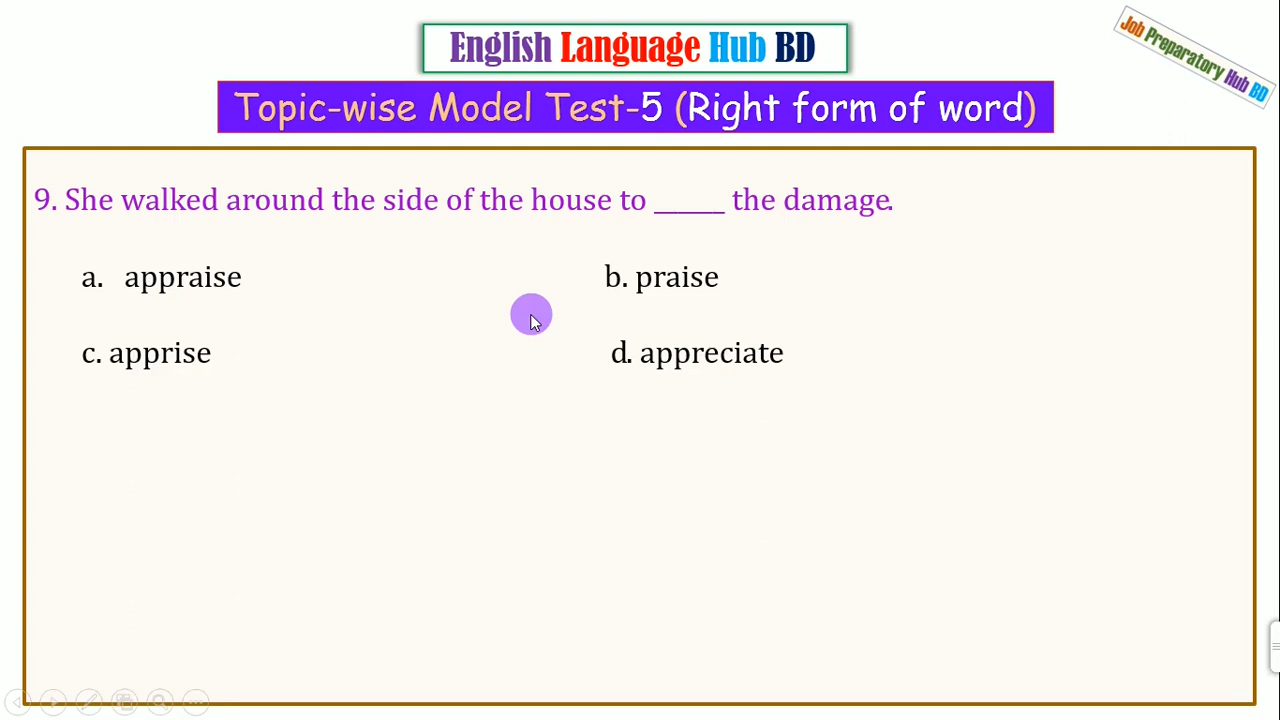 English Language Hub BD
Job Preparatory Hub BD
Topic-wise Model Test-5 (Right form of word)
9. She walked around the side of the house to _____ the damage.
a. appraise
b. praise
c. apprise
d. appreciate